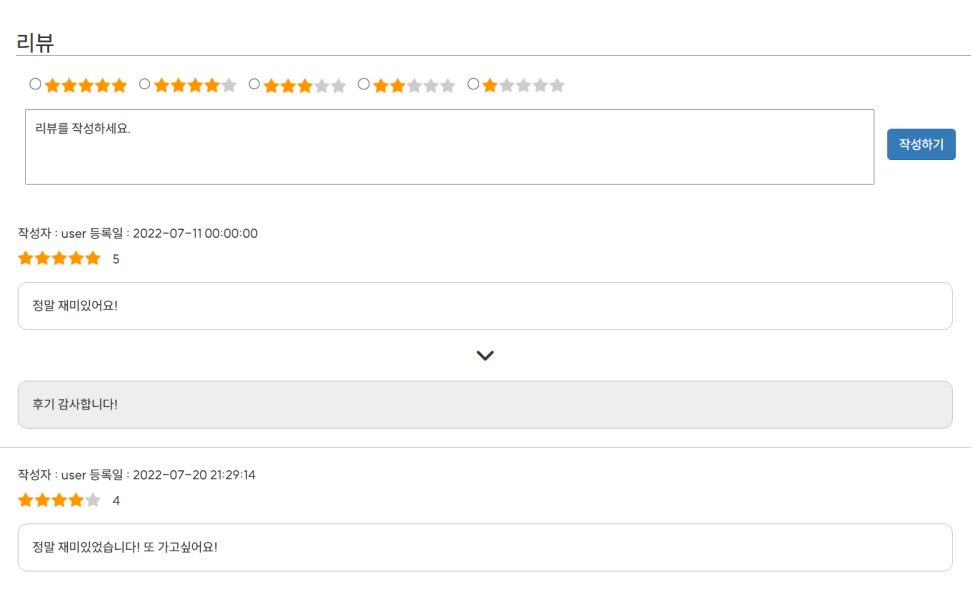 리뷰
리뷰를 작성하세요.
작성하기
작성자 : user 등록일 : 2022-07-11 00:00:00
5
정말 재미있어요!
후기 감사합니다!
작성자 : user 등록일 : 2022-07-20 21:29:14
4
정말 재미있었습니다! 또 가고싶어요!